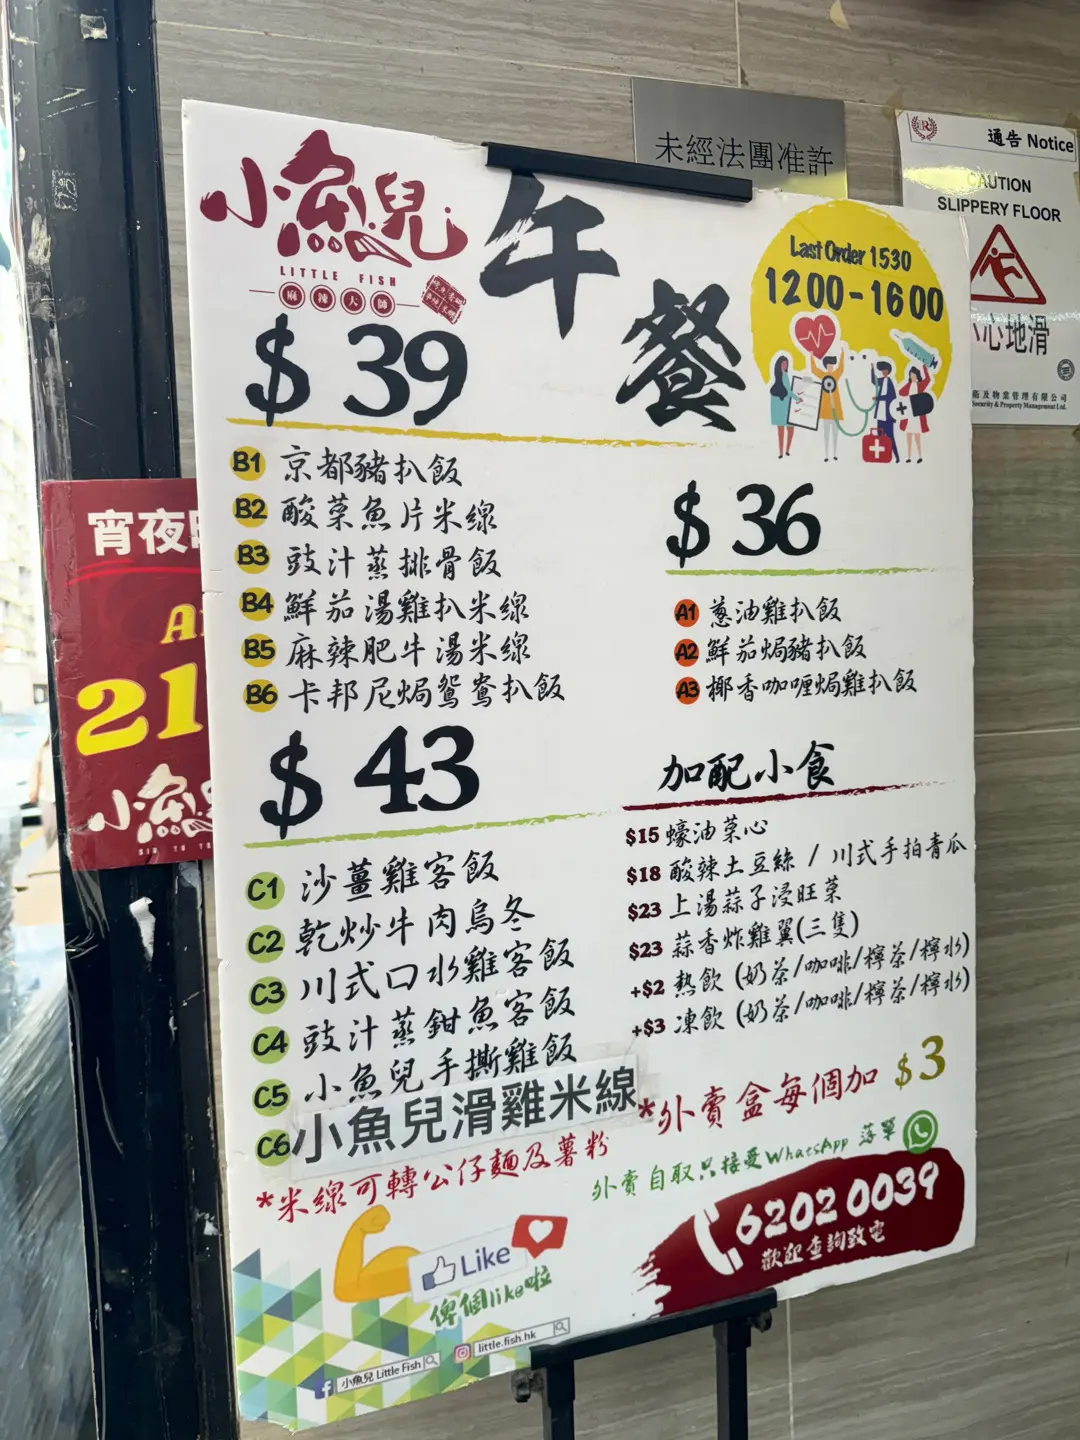 未經法團准許
通告 Notice
CAUTION
SLIPPERY FLOOR
小心地滑
Security & Property Management Ltd.
小魚兒
LITTLE FISH
麻辣大師
午餐
Last Order 1530
1200-1600
$39
B1 京都豬扒飯
B2 酸菜魚片米線
B3 豉汁蒸排骨飯
B4 鮮茄湯雞扒米線
B5 麻辣肥牛湯米線
B6 卡邦尼焗鴛鴦扒飯
$36
A1 蔥油雞扒飯
A2 鮮茄焗豬扒飯
A3 椰香咖喱焗雞扒飯
$43
C1 沙薑雞客飯
C2 乾炒牛肉烏冬
C3 川式口水雞客飯
C4 豉汁蒸鉗魚客飯
C5 小魚兒手撕雞飯
C6 小魚兒滑雞米線
*米線可轉公仔麵及薯粉
加配小食
$15 蠔油菜心
$18 酸辣土豆絲 / 川式手拍青瓜
$23 上湯蒜子浸旺菜
$23 蒜香炸雞翼(三隻)
+$2 熱飲 (奶茶/咖啡/檸茶/檸水)
+$3 凍飲 (奶茶/咖啡/檸茶/檸水)
*外賣盒每個加 $3
外賣自取只接受WhatsApp 落單
6202 0039
歡迎查詢致電
Like
俾個like啦
小魚兒 Little Fish
little.fish.hk
宵夜
21
小魚